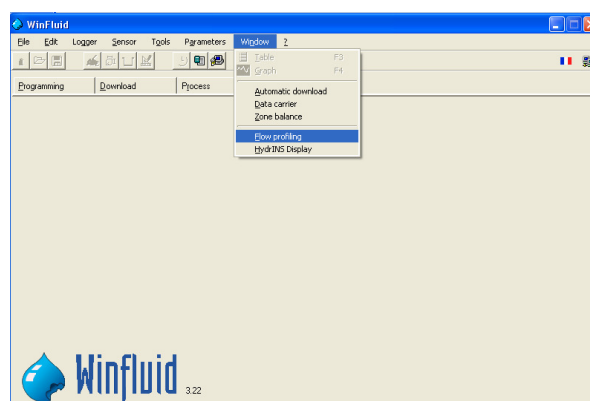 WinFluid
File Edit Logger Sensor Tools Parameters Window ?
Table F3
Graph F4
Programming Download Process
Automatic download
Data carrier
Zone balance
Flow profiling
HydrINS Display
Winfluid 3.22